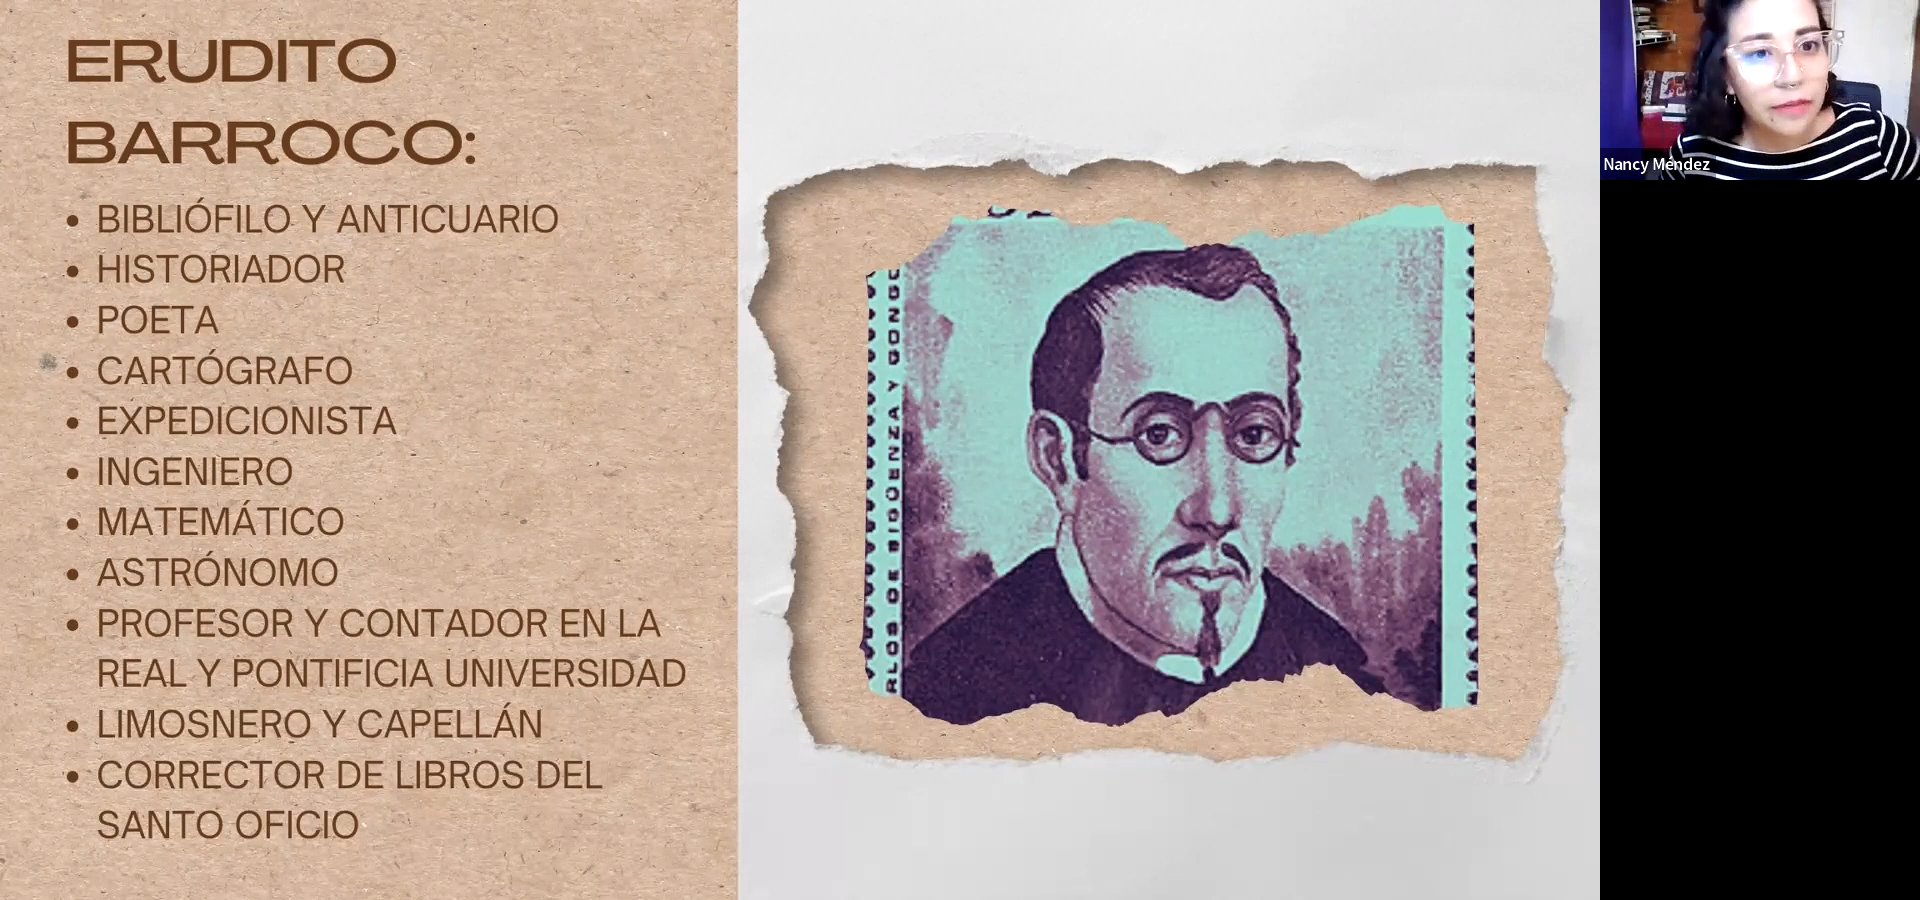 ERUDITO
BARROCO:
• BIBLIÓFILO Y ANTICUARIO
• HISTORIADOR
• POETA
• CARTÓGRAFO
• EXPEDICIONISTA
• INGENIERO
• MATEMÁTICO
• ASTRÓNOMO
• PROFESOR Y CONTADOR EN LA
REAL Y PONTIFICIA UNIVERSIDAD
• LIMOSNERO Y CAPELLÁN
• CORRECTOR DE LIBROS DEL
SANTO OFICIO
RLOS DE SIGÜENZA Y GONGO
Nancy Méndez